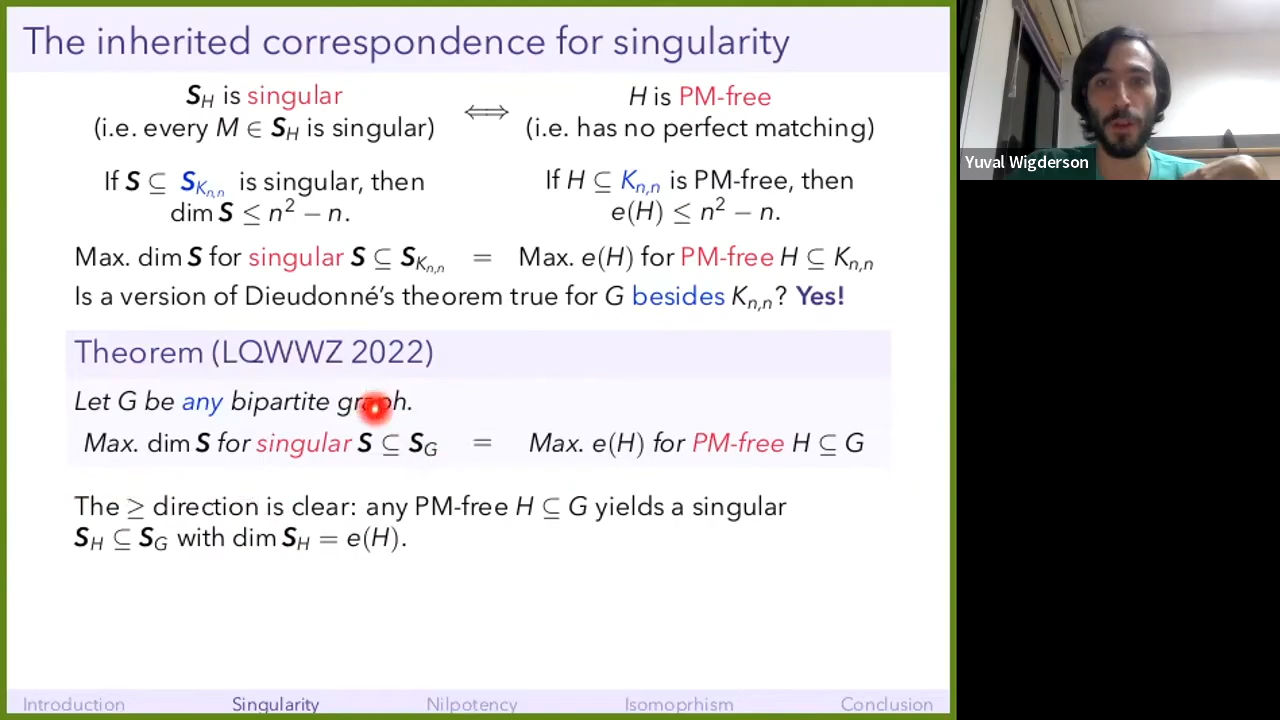 The inherited correspondence for singularity
S_H is singular ⟺ H is PM-free
(i.e. every M ∈ S_H is singular) (i.e. has no perfect matching)
If S ⊆ S_{K_{n,n}} is singular, then If H ⊆ K_{n,n} is PM-free, then
dim S ≤ n² − n. e(H) ≤ n² − n.
Max. dim S for singular S ⊆ S_{K_{n,n}} = Max. e(H) for PM-free H ⊆ K_{n,n}
Is a version of Dieudonné's theorem true for G besides K_{n,n}? Yes!
Theorem (LQWWZ 2022)
Let G be any bipartite graph.
Max. dim S for singular S ⊆ S_G = Max. e(H) for PM-free H ⊆ G
The ≥ direction is clear: any PM-free H ⊆ G yields a singular
S_H ⊆ S_G with dim S_H = e(H).
Introduction Singularity Nilpotency Isomoprhism Conclusion
Yuval Wigderson